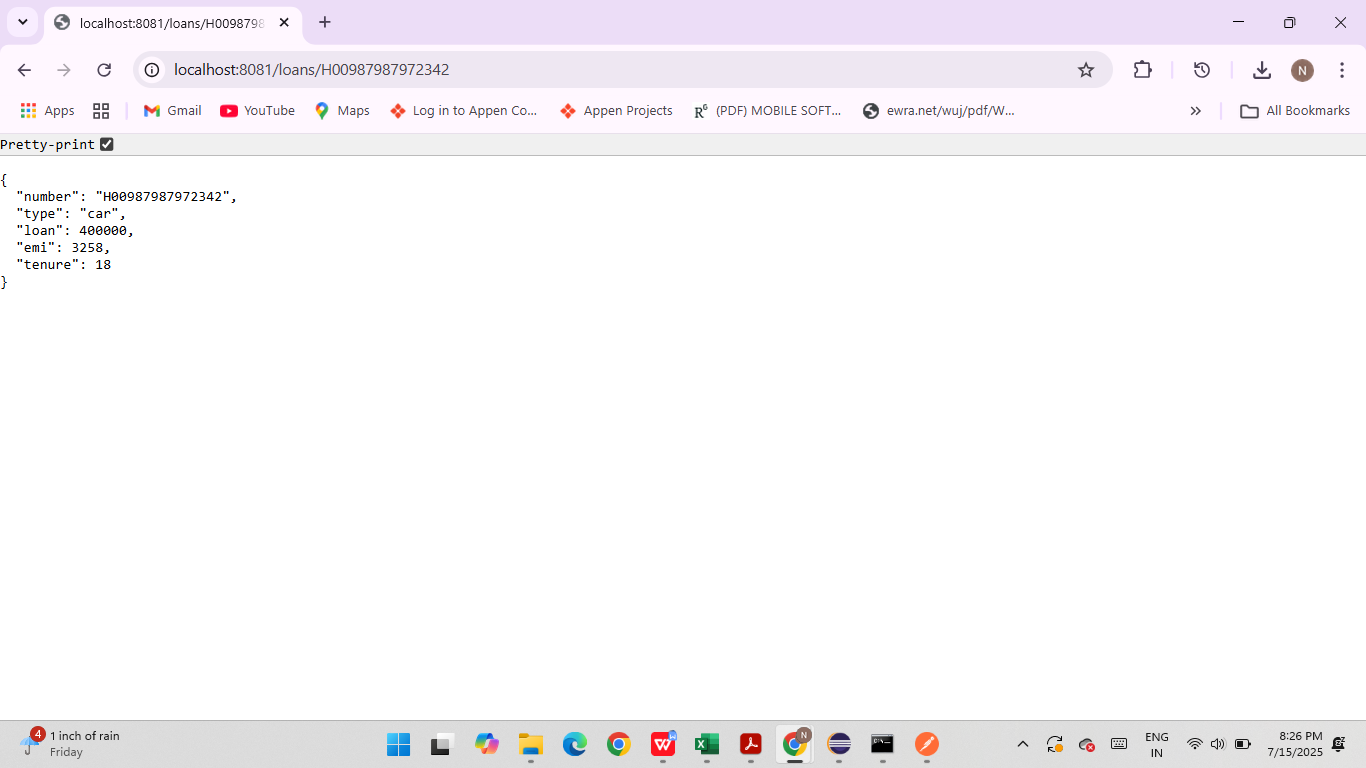 localhost:8081/loans/H0098798
localhost:8081/loans/H00987987972342
N
Apps
Gmail
YouTube
Maps
Log in to Appen Co...
Appen Projects
R⁶
(PDF) MOBILE SOFT...
ewra.net/wuj/pdf/W...
All Bookmarks
Pretty-print
{
"number": "H00987987972342",
"type": "car",
"loan": 400000,
"emi": 3258,
"tenure": 18
}
4
1 inch of rain
Friday
N
ENG
IN
8:26 PM
7/15/2025